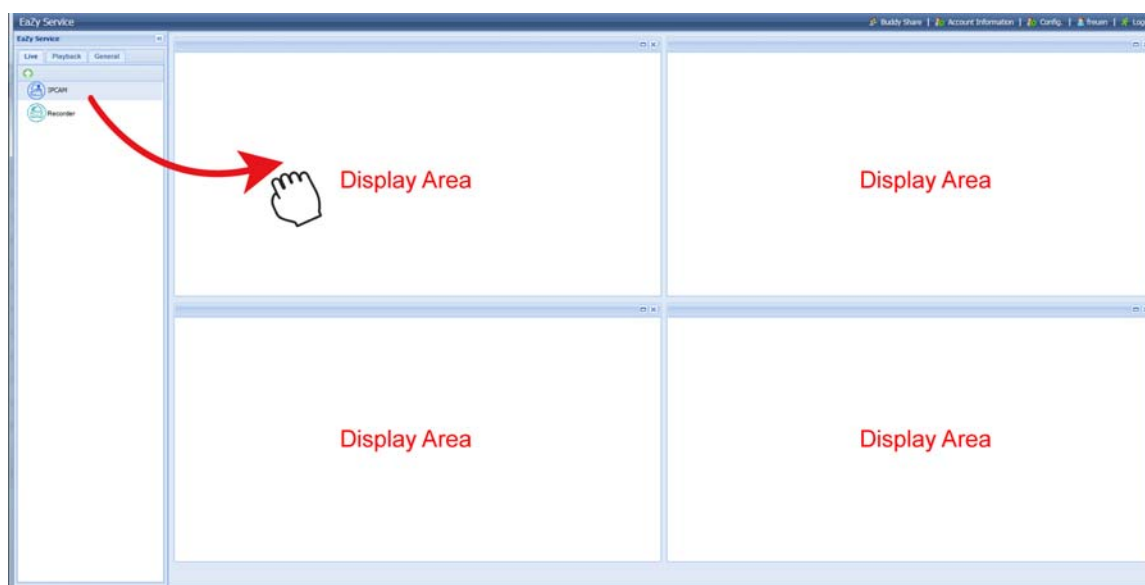 EaZy Service
Buddy Share | Account Information | Config. | freuen | Log
EaZy Service
Live Playback General
IPCAM
Recorder
Display Area
Display Area
Display Area
Display Area